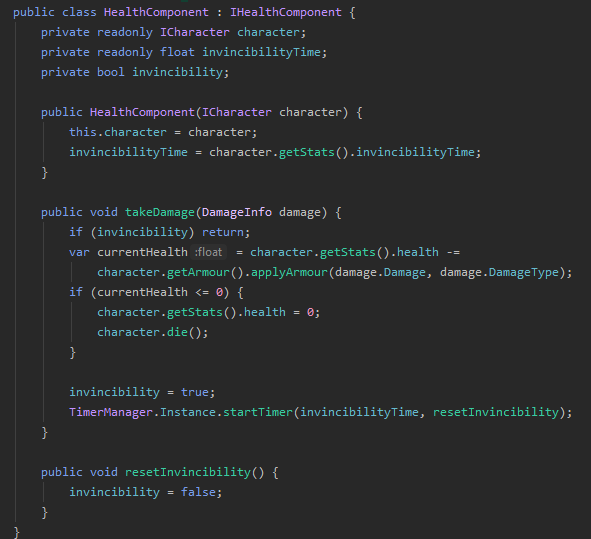 public class HealthComponent : IHealthComponent {
    private readonly ICharacter character;
    private readonly float invincibilityTime;
    private bool invincibility;

    public HealthComponent(ICharacter character) {
        this.character = character;
        invincibilityTime = character.getStats().invincibilityTime;
    }

    public void takeDamage(DamageInfo damage) {
        if (invincibility) return;
        var currentHealth :float = character.getStats().health -=
            character.getArmour().applyArmour(damage.Damage, damage.DamageType);
        if (currentHealth <= 0) {
            character.getStats().health = 0;
            character.die();
        }

        invincibility = true;
        TimerManager.Instance.startTimer(invincibilityTime, resetInvincibility);
    }

    public void resetInvincibility() {
        invincibility = false;
    }
}